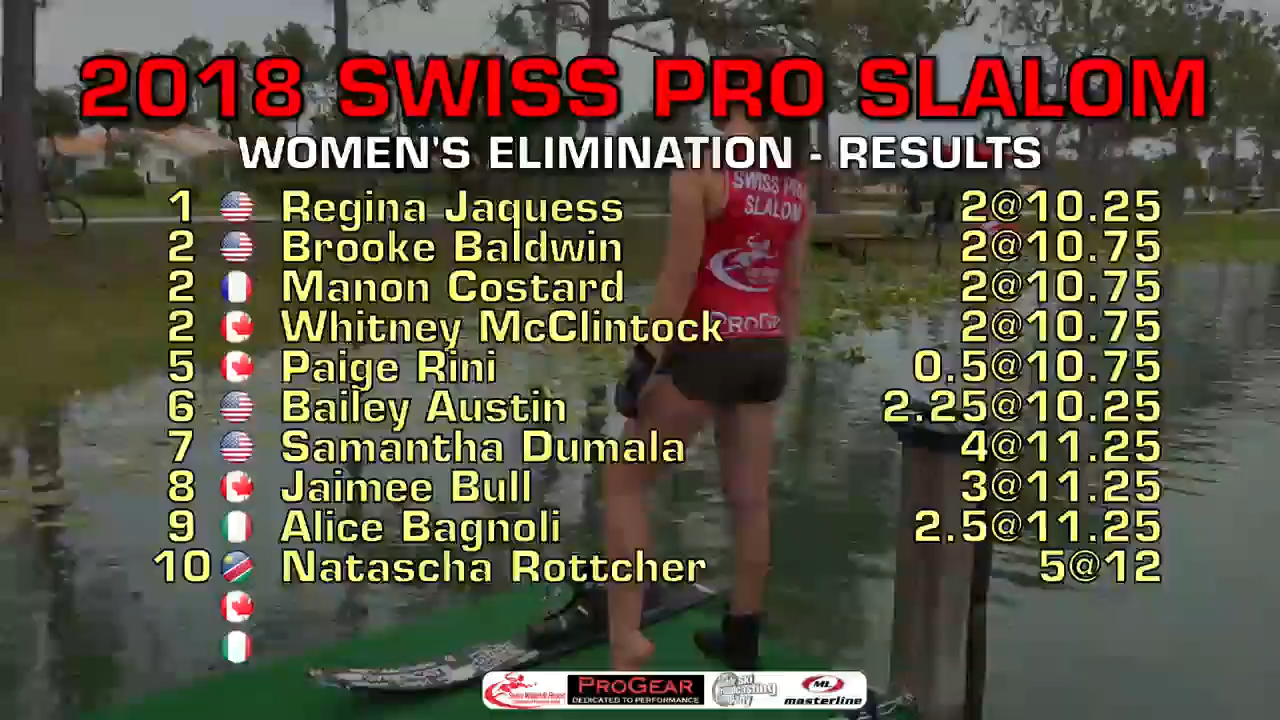 2018 SWISS PRO SLALOM
WOMEN'S ELIMINATION - RESULTS
1 Regina Jaquess 2@10.25
2 Brooke Baldwin 2@10.75
2 Manon Costard 2@10.75
2 Whitney McClintock 2@10.75
5 Paige Rini 0.5@10.75
6 Bailey Austin 2.25@10.25
7 Samantha Dumala 4@11.25
8 Jaimee Bull 3@11.25
9 Alice Bagnoli 2.5@11.25
10 Natascha Rottcher 5@12
SWISS PRO
SLALOM
PROGEAR
DEDICATED TO PERFORMANCE
ML
masterline